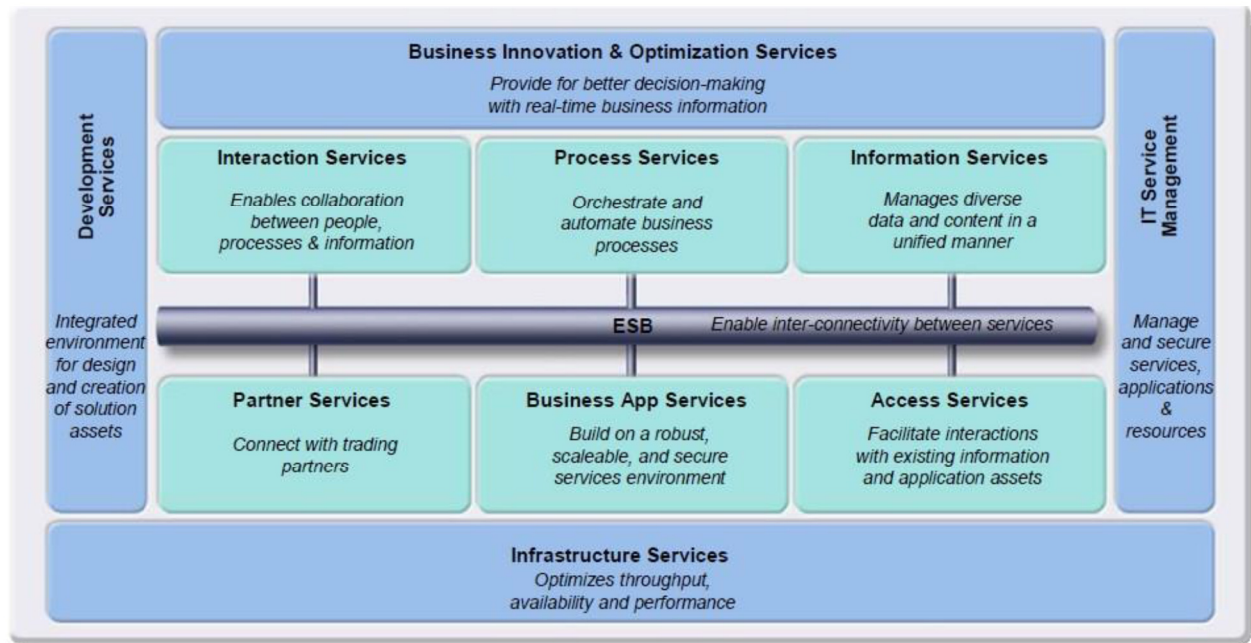 Business Innovation & Optimization Services
Provide for better decision-making
with real-time business information
Development
Services
Integrated
environment
for design
and creation
of solution
assets
Interaction Services
Enables collaboration
between people,
processes & information
Process Services
Orchestrate and
automate business
processes
Information Services
Manages diverse
data and content in a
unified manner
IT Service
Management
Manage
and secure
services,
applications
&
resources
ESB
Enable inter-connectivity between services
Partner Services
Connect with trading
partners
Business App Services
Build on a robust,
scaleable, and secure
services environment
Access Services
Facilitate interactions
with existing information
and application assets
Infrastructure Services
Optimizes throughput,
availability and performance